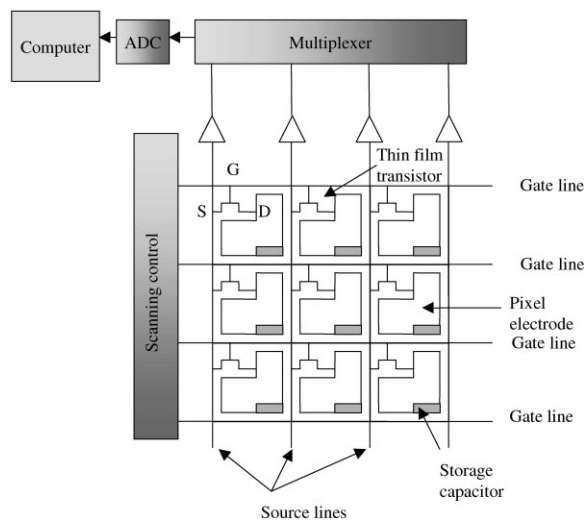 Computer
ADC
Multiplexer
Thin film
transistor
G
Gate line
S
D
Scanning control
Gate line
Pixel
electrode
Gate line
Gate line
Storage
capacitor
Source lines